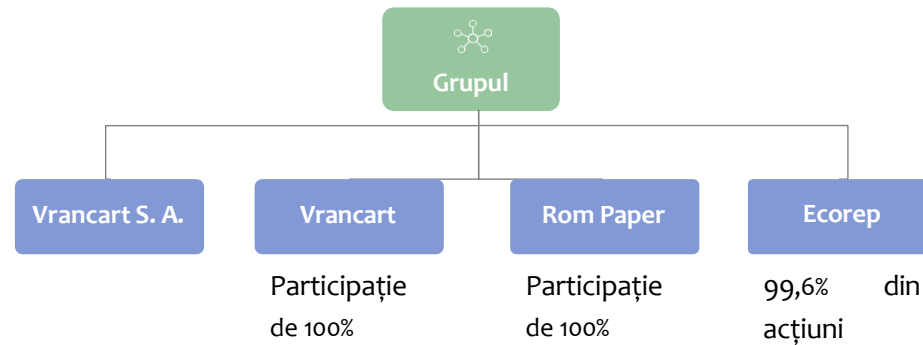 Grupul
Vrancart S. A.
Vrancart
Rom Paper
Ecorep
Participație
de 100%
Participație
de 100%
99,6% din
acțiuni